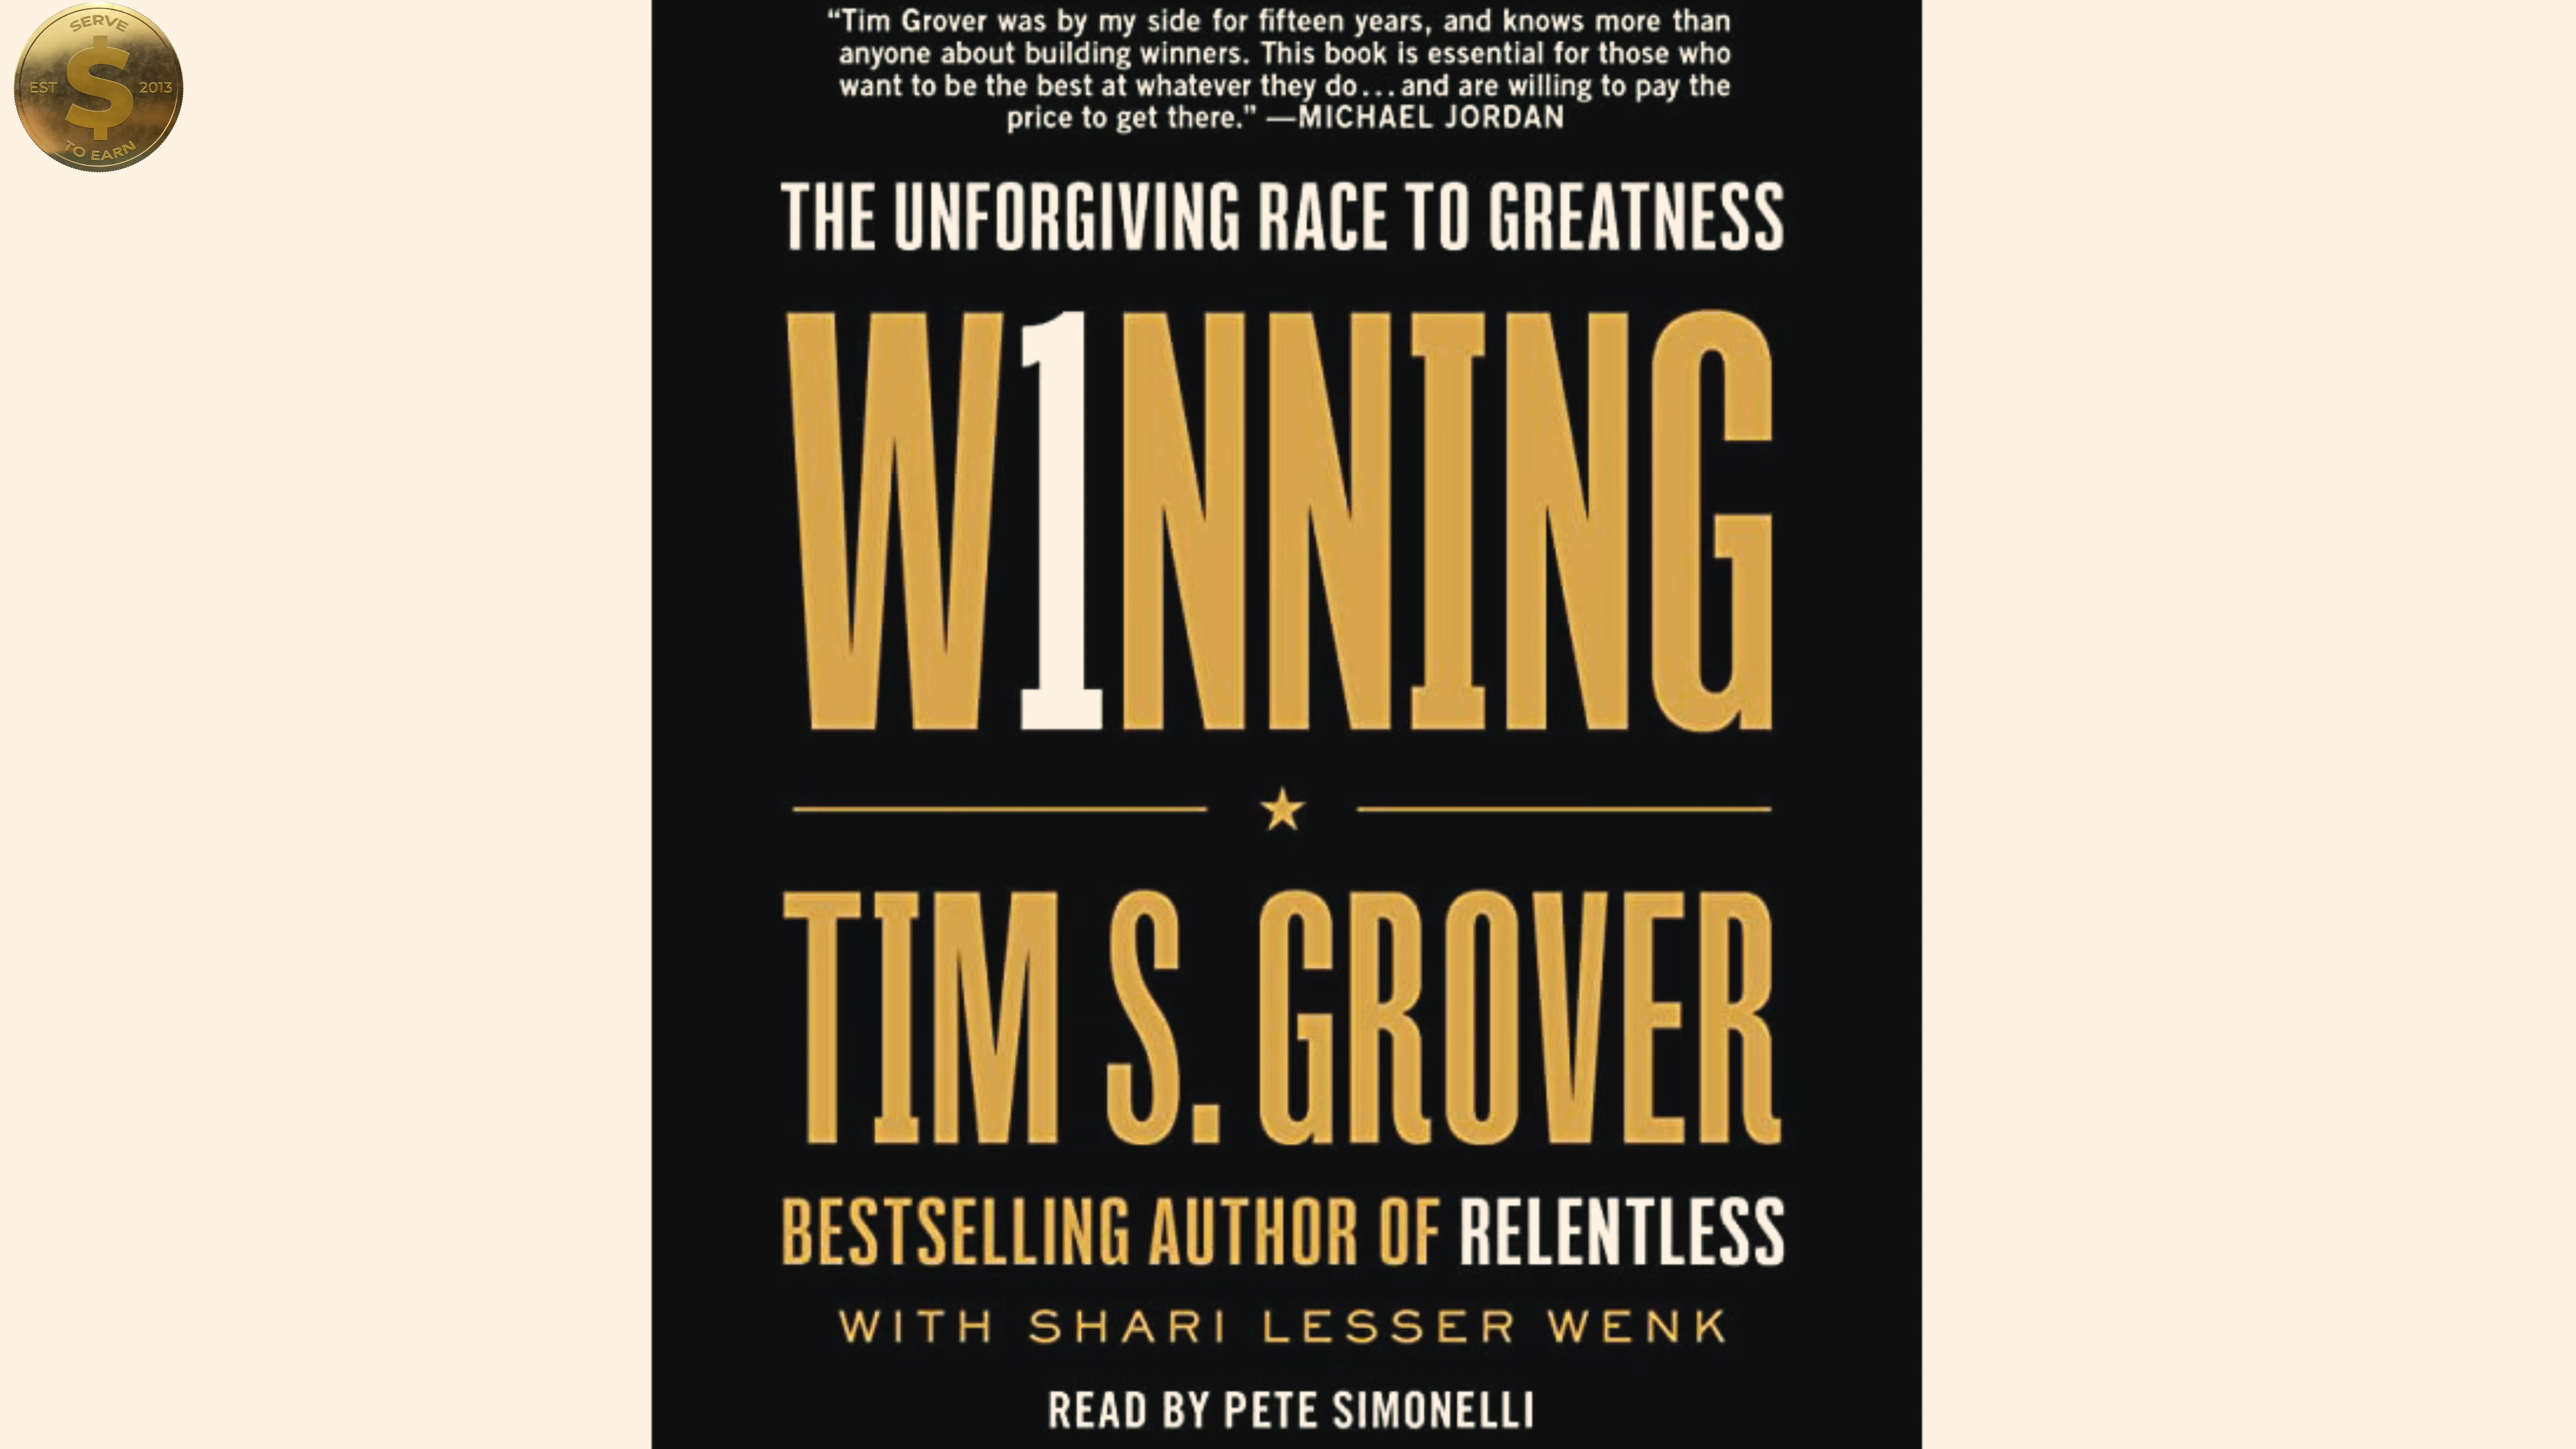 SERVE
EST $ 2013
TO EARN
“Tim Grover was by my side for fifteen years, and knows more than
anyone about building winners. This book is essential for those who
want to be the best at whatever they do...and are willing to pay the
price to get there.” —MICHAEL JORDAN
THE UNFORGIVING RACE TO GREATNESS
W1NNING
TIM S. GROVER
BESTSELLING AUTHOR OF RELENTLESS
WITH SHARI LESSER WENK
READ BY PETE SIMONELLI